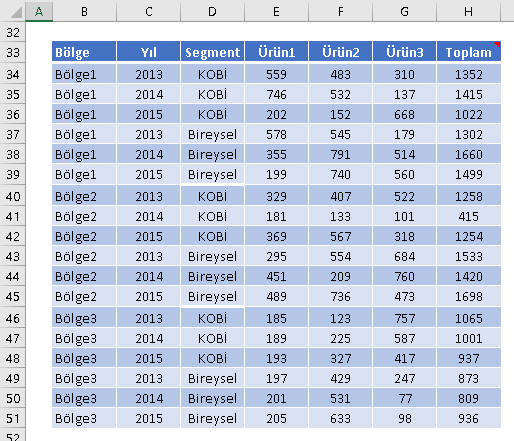 A B C D E F G H
32
33 Bölge Yıl Segment Ürün1 Ürün2 Ürün3 Toplam
34 Bölge1 2013 KOBİ 559 483 310 1352
35 Bölge1 2014 KOBİ 746 532 137 1415
36 Bölge1 2015 KOBİ 202 152 668 1022
37 Bölge1 2013 Bireysel 578 545 179 1302
38 Bölge1 2014 Bireysel 355 791 514 1660
39 Bölge1 2015 Bireysel 199 740 560 1499
40 Bölge2 2013 KOBİ 329 407 522 1258
41 Bölge2 2014 KOBİ 181 133 101 415
42 Bölge2 2015 KOBİ 369 567 318 1254
43 Bölge2 2013 Bireysel 295 554 684 1533
44 Bölge2 2014 Bireysel 451 209 760 1420
45 Bölge2 2015 Bireysel 489 736 473 1698
46 Bölge3 2013 KOBİ 185 123 757 1065
47 Bölge3 2014 KOBİ 189 225 587 1001
48 Bölge3 2015 KOBİ 193 327 417 937
49 Bölge3 2013 Bireysel 197 429 247 873
50 Bölge3 2014 Bireysel 201 531 77 809
51 Bölge3 2015 Bireysel 205 633 98 936
52